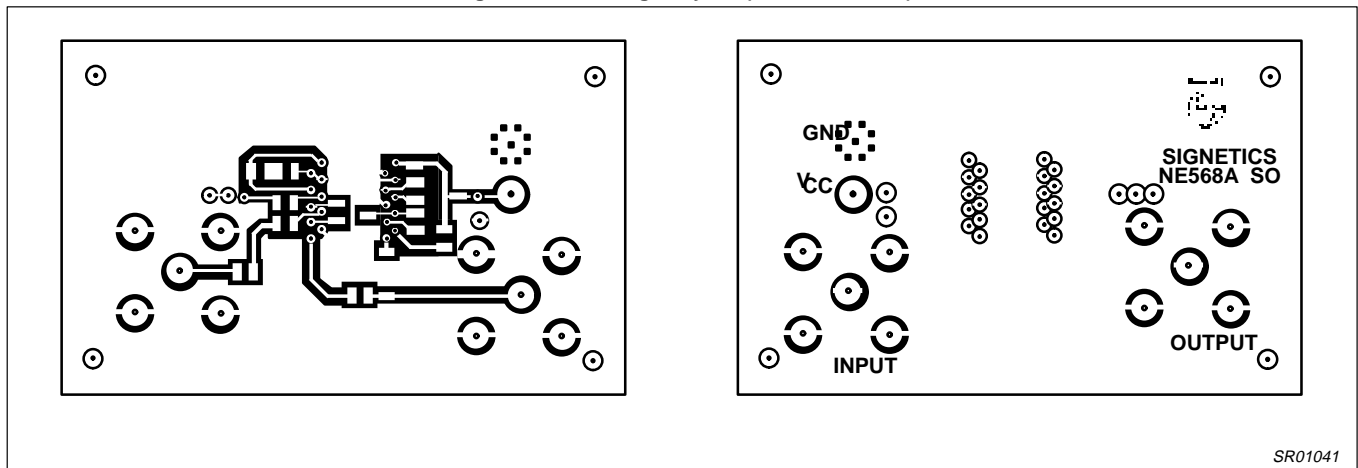 GND
VCC
SIGNETICS
NE568A SO
INPUT
OUTPUT
SR01041